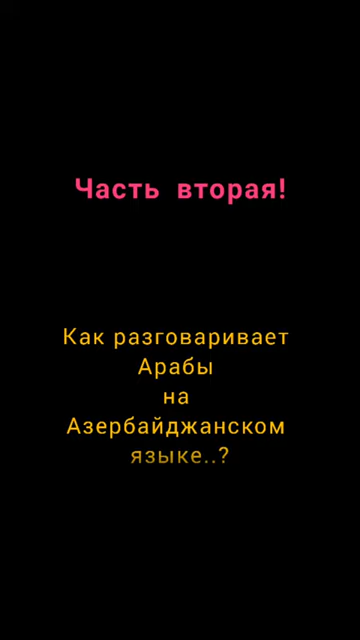 Часть вторая!
Как разговаривает
Арабы
на
Азербайджанском
языке..?